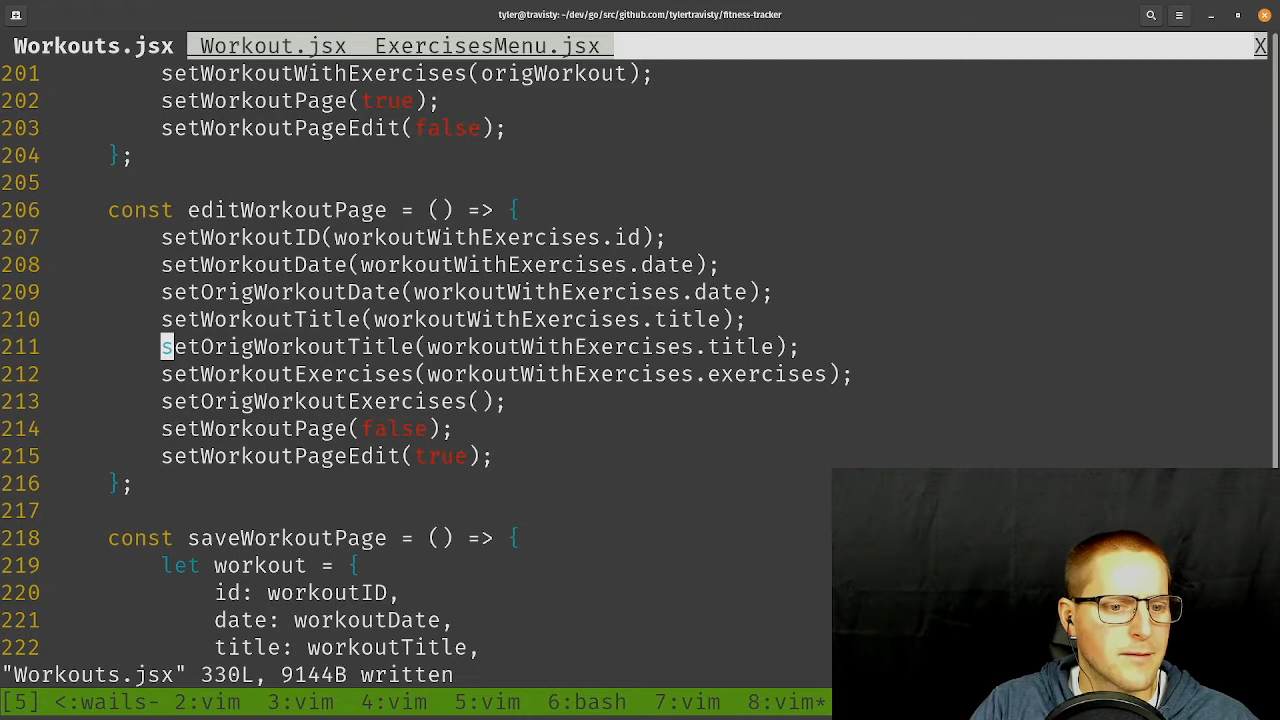 tyler@travisty:~/dev/go/src/github.com/tylertravisty/fitness-tracker
Workouts.jsx Workout.jsx ExercisesMenu.jsx X
201 setWorkoutWithExercises(origWorkout);
202 setWorkoutPage(true);
203 setWorkoutPageEdit(false);
204 };
205
206 const editWorkoutPage = () => {
207 setWorkoutID(workoutWithExercises.id);
208 setWorkoutDate(workoutWithExercises.date);
209 setOrigWorkoutDate(workoutWithExercises.date);
210 setWorkoutTitle(workoutWithExercises.title);
211 setOrigWorkoutTitle(workoutWithExercises.title);
212 setWorkoutExercises(workoutWithExercises.exercises);
213 setOrigWorkoutExercises();
214 setWorkoutPage(false);
215 setWorkoutPageEdit(true);
216 };
217
218 const saveWorkoutPage = () => {
219 let workout = {
220 id: workoutID,
221 date: workoutDate,
222 title: workoutTitle,
"Workouts.jsx" 330L, 9144B written
[5] <:wails- 2:vim 3:vim 4:vim 5:vim 6:bash 7:vim 8:vim*